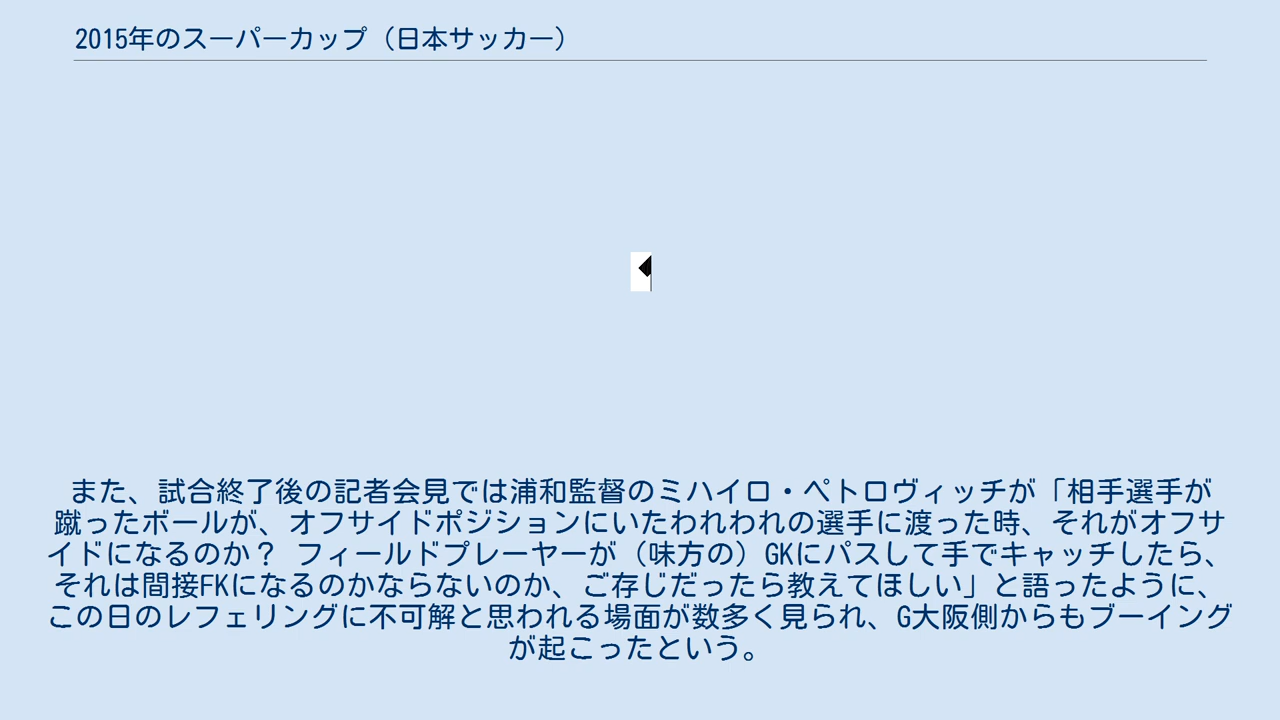 2015年のスーパーカップ（日本サッカー）
また、試合終了後の記者会見では浦和監督のミハイロ・ペトロヴィッチが「相手選手が
蹴ったボールが、オフサイドポジションにいたわれわれの選手に渡った時、それがオフサ
イドになるのか？ フィールドプレーヤーが（味方の）GKにパスして手でキャッチしたら、
それは間接FKになるのかならないのか、ご存じだったら教えてほしい」と語ったように、
この日のレフェリングに不可解と思われる場面が数多く見られ、G大阪側からもブーイング
が起こったという。